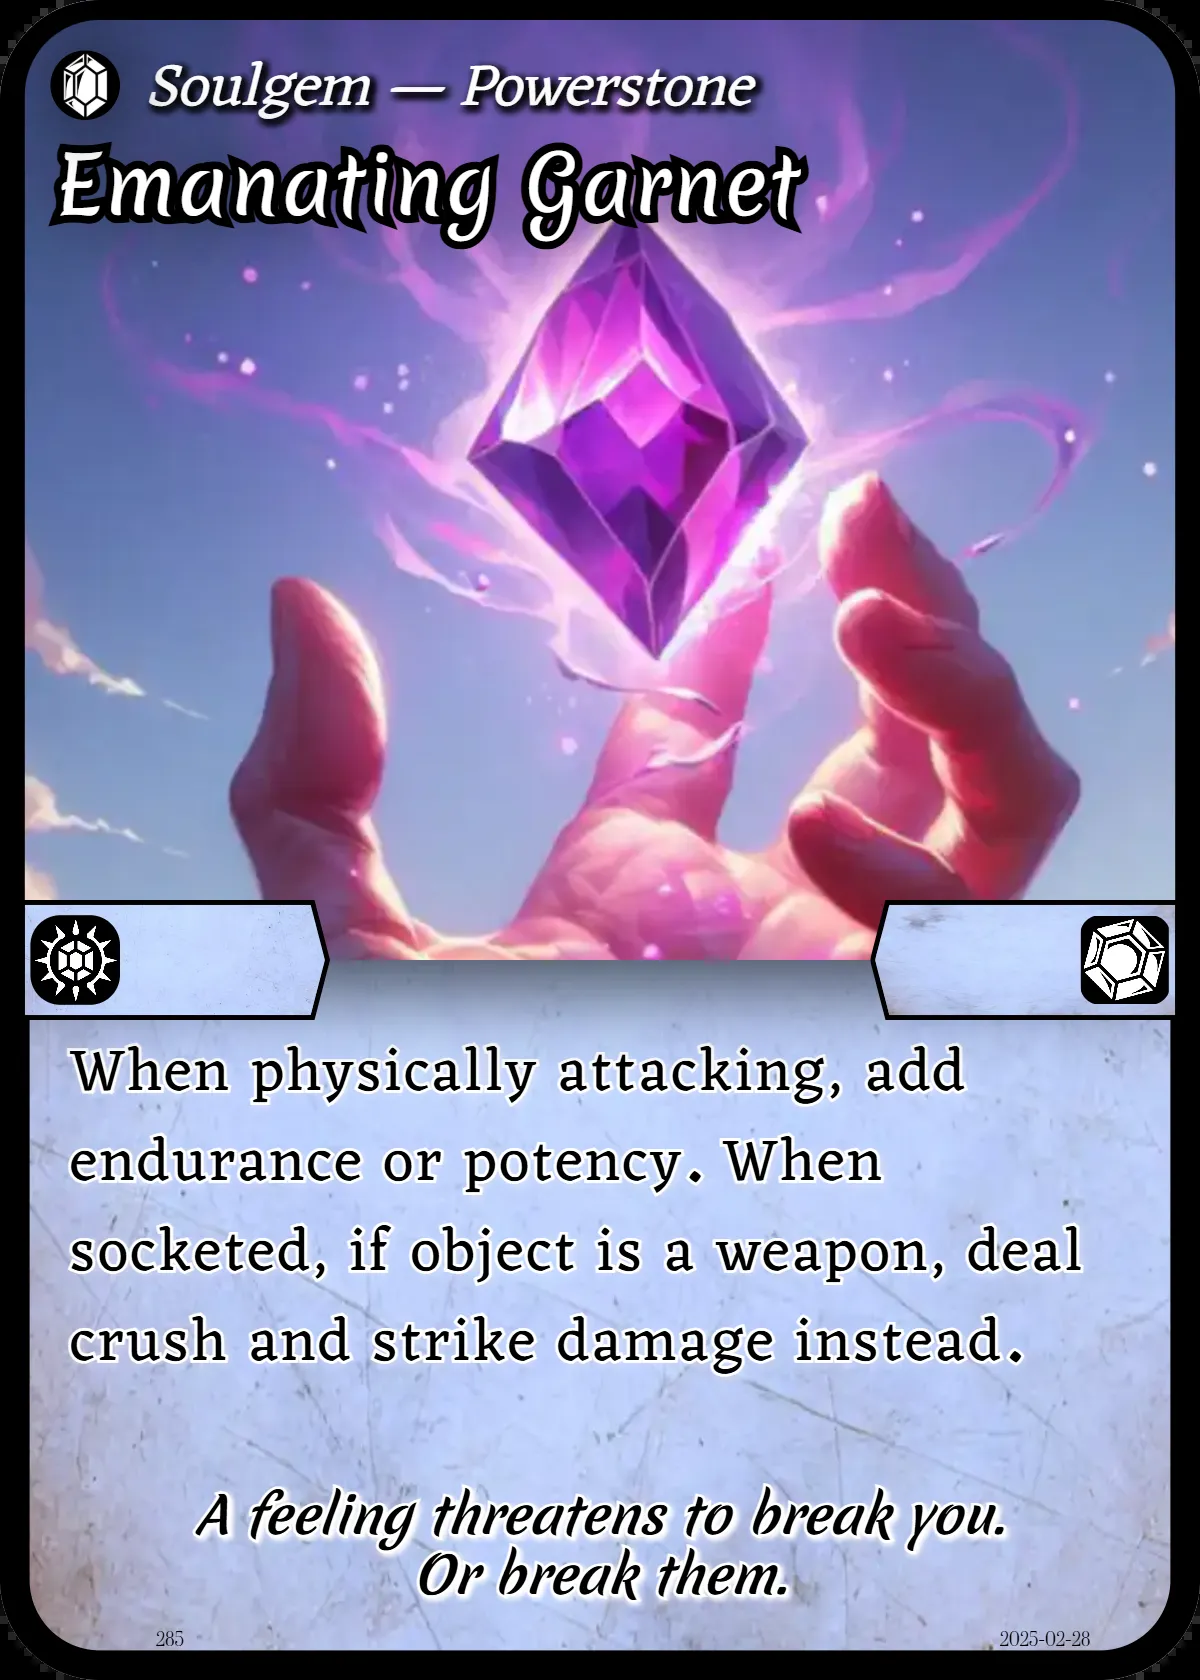 Soulgem — Powerstone
Emanating Garnet
When physically attacking, add
endurance or potency. When
socketed, if object is a weapon, deal
crush and strike damage instead.
A feeling threatens to break you.
Or break them.
285
2025-02-28